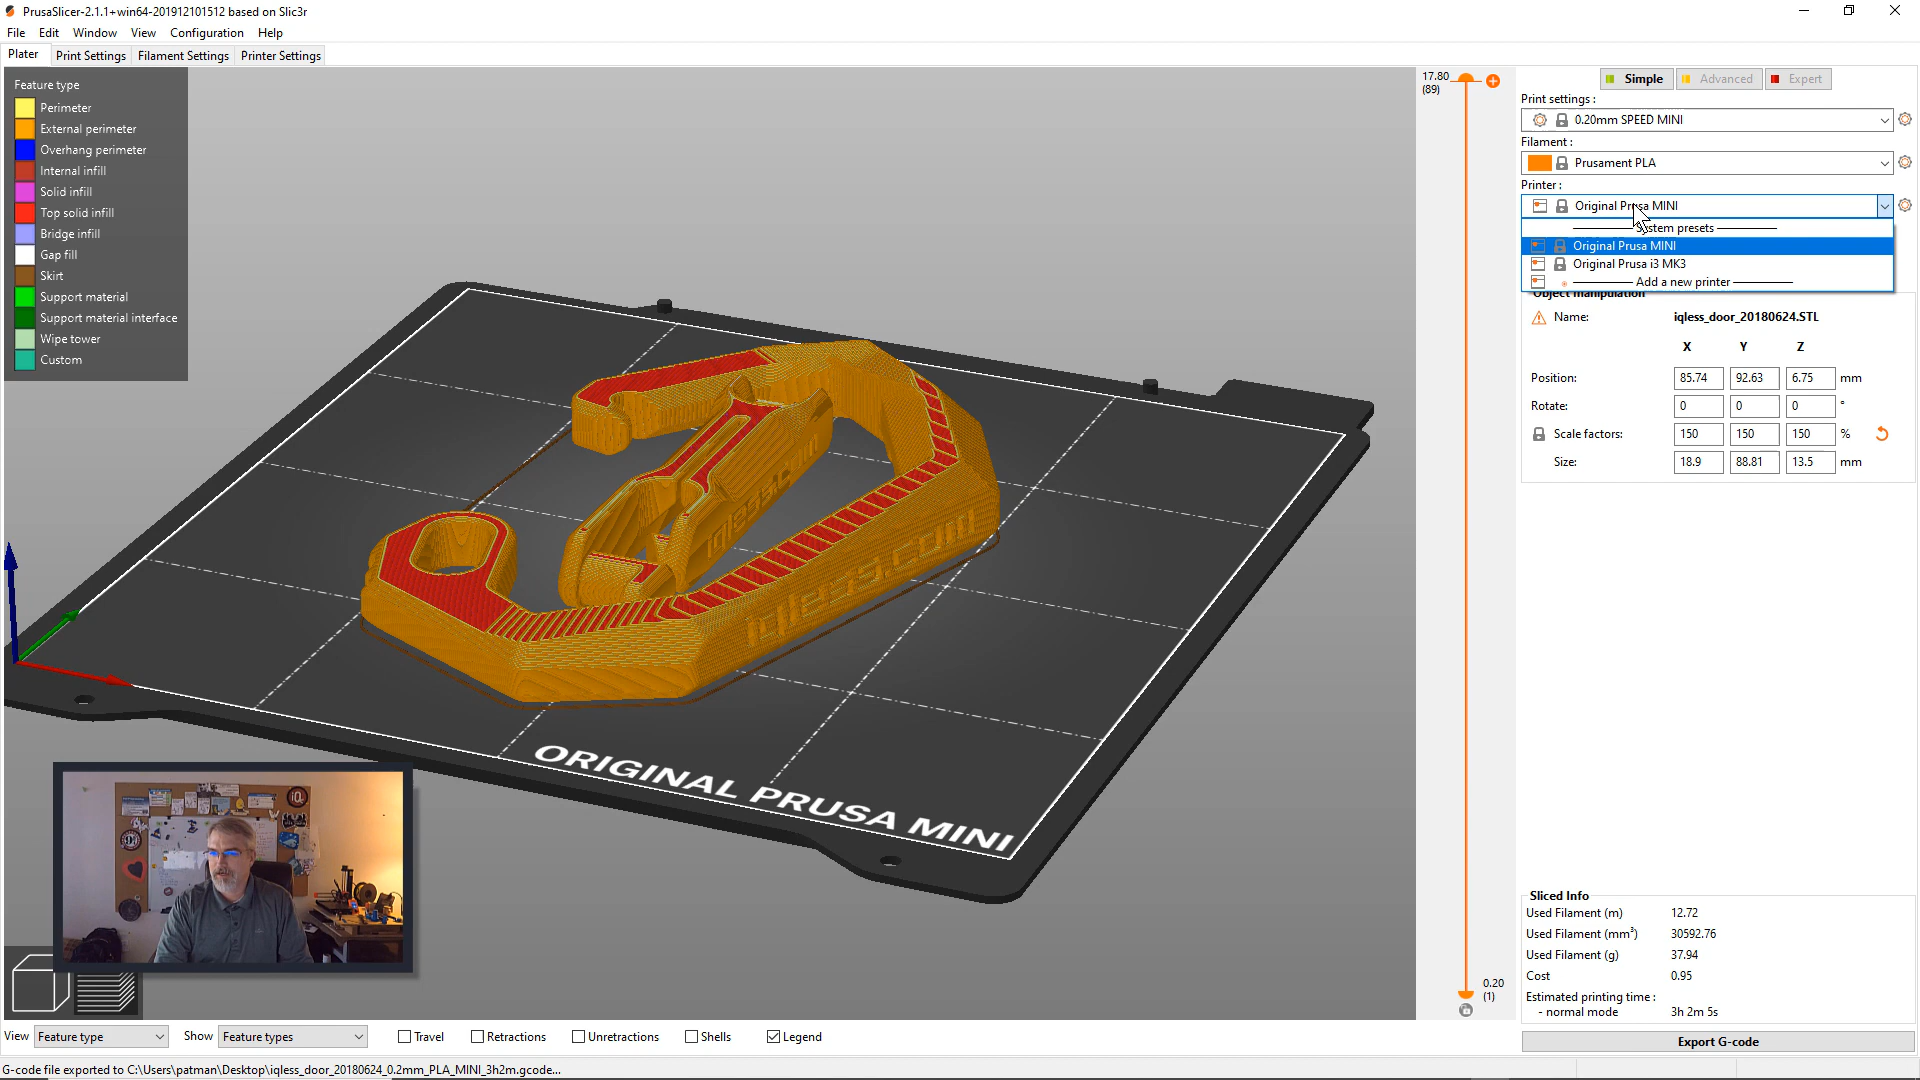 PrusaSlicer-2.1.1+win64-201912101512 based on Slic3r
File Edit Window View Configuration Help
Plater Print Settings Filament Settings Printer Settings
Feature type
Perimeter
External perimeter
Overhang perimeter
Internal infill
Solid infill
Top solid infill
Bridge infill
Gap fill
Skirt
Support material
Support material interface
Wipe tower
Custom
iqless.com
iqless.com
ORIGINAL PRUSA MINI
17.80
(89)
0.20
(1)
Simple Advanced Expert
Print settings :
0.20mm SPEED MINI
Filament :
Prusament PLA
Printer :
Original Prusa MINI
System presets
Original Prusa MINI
Original Prusa i3 MK3
Add a new printer
Object manipulation
Name: iqless_door_20180624.STL
X Y Z
Position: 85.74 92.63 6.75 mm
Rotate: 0 0 0 °
Scale factors: 150 150 150 %
Size: 18.9 88.81 13.5 mm
Sliced Info
Used Filament (m) 12.72
Used Filament (mm³) 30592.76
Used Filament (g) 37.94
Cost 0.95
Estimated printing time :
- normal mode 3h 2m 5s
Export G-code
View Feature type Show Feature types Travel Retractions Unretractions Shells Legend
G-code file exported to C:\Users\patman\Desktop\iqless_door_20180624_0.2mm_PLA_MINI_3h2m.gcode...